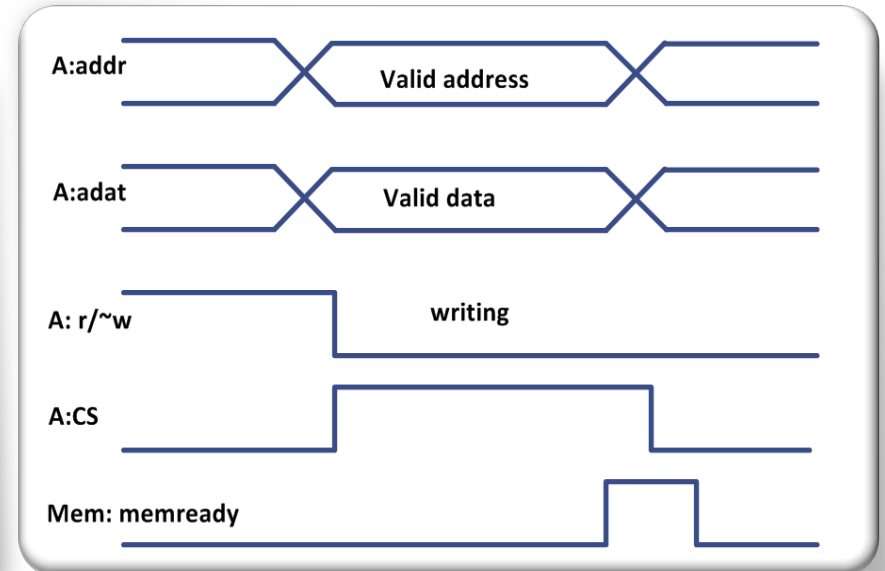 A:addr
Valid address
A:adat
Valid data
A: r/~w
writing
A:CS
Mem: memready